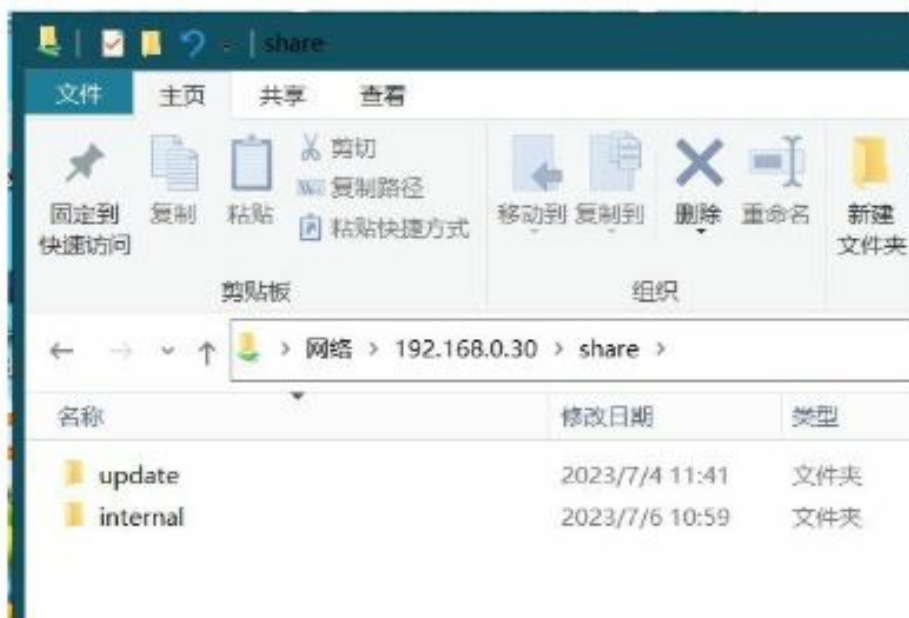 share
文件 主页 共享 查看
固定到
快速访问
复制
粘贴
剪切
复制路径
粘贴快捷方式
移动到 复制到 删除 重命名
新建
文件夹
剪贴板 组织
网络 > 192.168.0.30 > share >
名称 修改日期 类型
update 2023/7/4 11:41 文件夹
internal 2023/7/6 10:59 文件夹